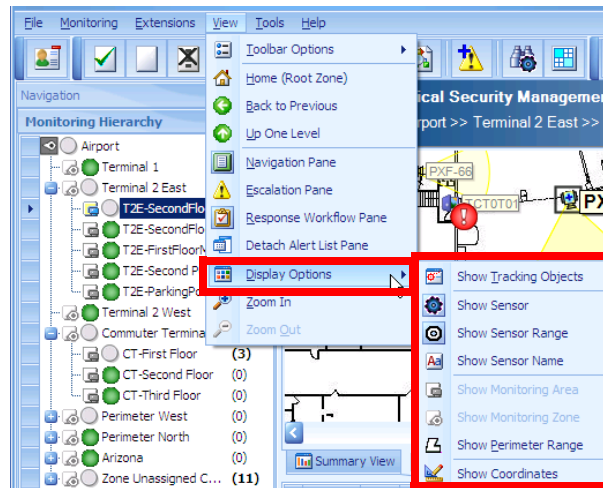 File Monitoring Extensions View Tools Help
Navigation
Monitoring Hierarchy
Airport
Terminal 1
Terminal 2 East
T2E-SecondFlo
T2E-SecondFlo
T2E-FirstFloorM
T2E-Second P
T2E-ParkingPo
Terminal 2 West
Commuter Termina
CT-First Floor (3)
CT-Second Floor (0)
CT-Third Floor (0)
Perimeter West (0)
Perimeter North (0)
Arizona (0)
Zone Unassigned C... (11)
Toolbar Options
Home (Root Zone)
Back to Previous
Up One Level
Navigation Pane
Escalation Pane
Response Workflow Pane
Detach Alert List Pane
Display Options
Zoom In
Zoom Out
ical Security Manageme
rport >> Terminal 2 East >>
PXF-66
TCT0T01
PX
Show Tracking Objects
Show Sensor
Show Sensor Range
Aa Show Sensor Name
Show Monitoring Area
Show Monitoring Zone
Show Perimeter Range
Show Coordinates
Summary View